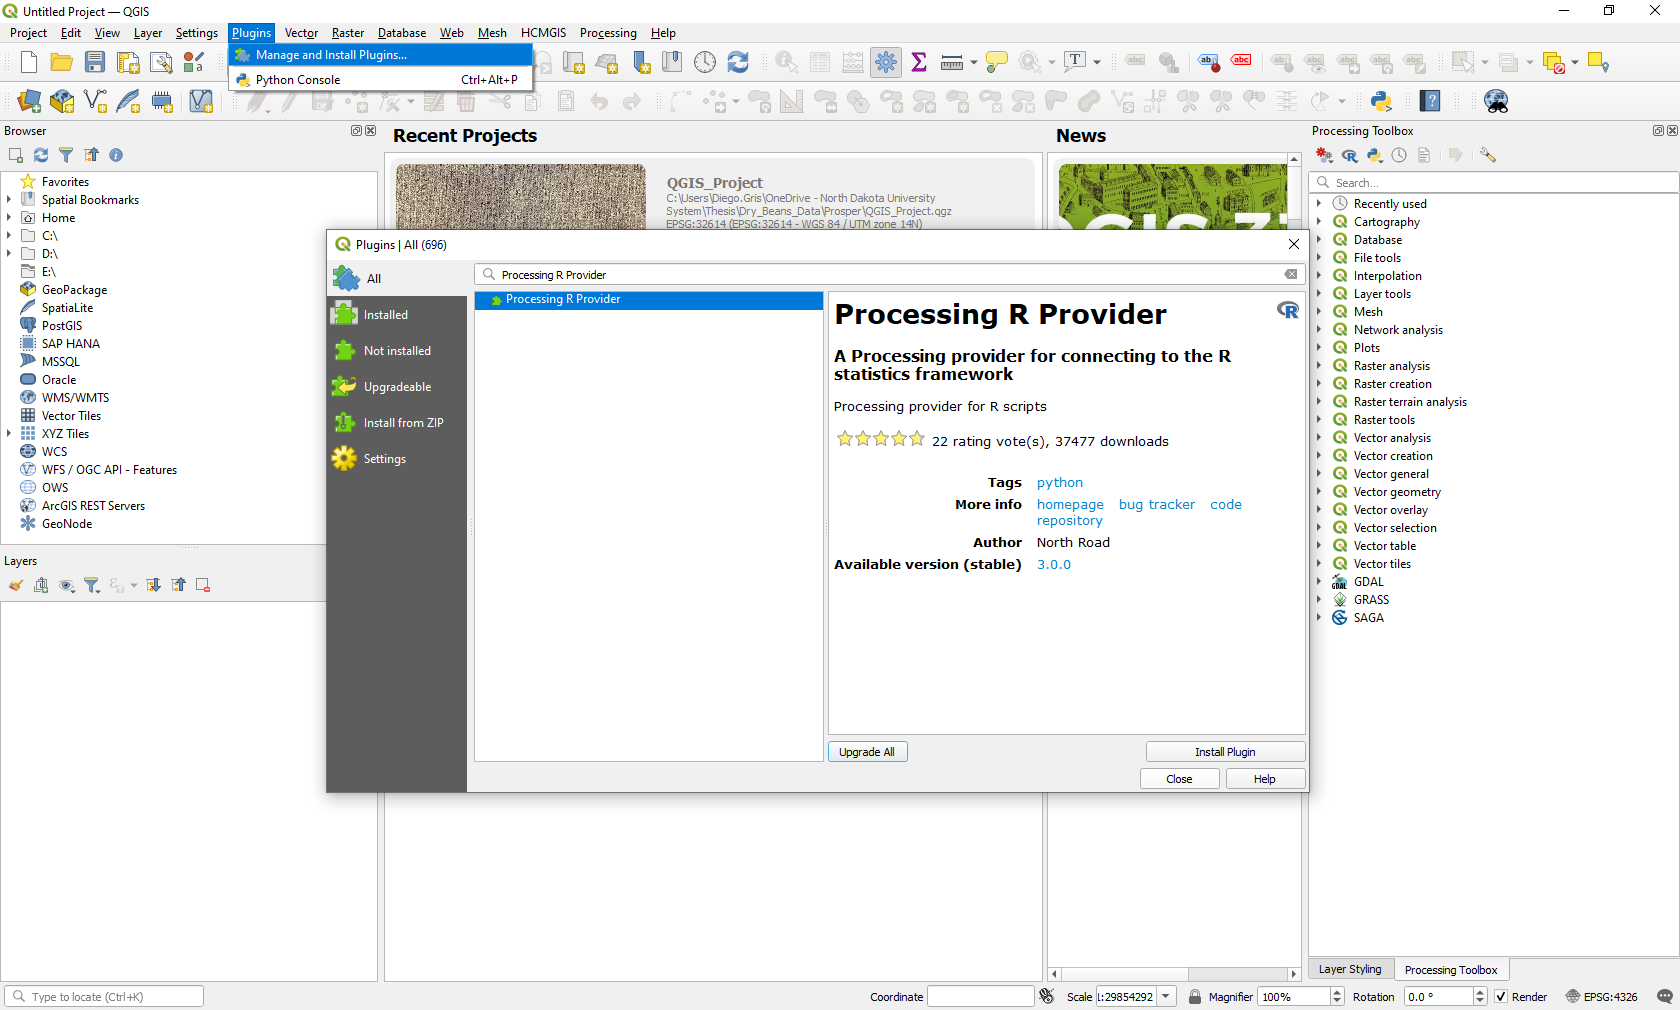 Untitled Project — QGIS
Project Edit View Layer Settings Plugins Vector Raster Database Web Mesh HCMGIS Processing Help
Manage and Install Plugins...
Python Console Ctrl+Alt+P
Browser
Favorites
Spatial Bookmarks
Home
C:\
D:\
E:\
GeoPackage
SpatiaLite
PostGIS
SAP HANA
MSSQL
Oracle
WMS/WMTS
Vector Tiles
XYZ Tiles
WCS
WFS / OGC API - Features
OWS
ArcGIS REST Servers
GeoNode
Layers
Recent Projects
QGIS_Project
C:\Users\Diego.Gris\OneDrive - North Dakota University
System\Thesis\Dry_Beans_Data\Prosper\QGIS_Project.qgz
EPSG:32614 (EPSG:32614 - WGS 84 / UTM zone 14N)
News
Plugins | All (696)
All
Installed
Not installed
Upgradeable
Install from ZIP
Settings
Processing R Provider
Processing R Provider
Processing R Provider
A Processing provider for connecting to the R
statistics framework
Processing provider for R scripts
22 rating vote(s), 37477 downloads
Tags python
More info homepage bug tracker code
repository
Author North Road
Available version (stable) 3.0.0
Upgrade All
Install Plugin
Close
Help
Processing Toolbox
Search...
Recently used
Cartography
Database
File tools
Interpolation
Layer tools
Mesh
Network analysis
Plots
Raster analysis
Raster creation
Raster terrain analysis
Raster tools
Vector analysis
Vector creation
Vector general
Vector geometry
Vector overlay
Vector selection
Vector table
Vector tiles
GDAL
GRASS
SAGA
Layer Styling Processing Toolbox
Type to locate (Ctrl+K)
Coordinate Scale 1:29854292 Magnifier 100% Rotation 0.0 ° Render EPSG:4326